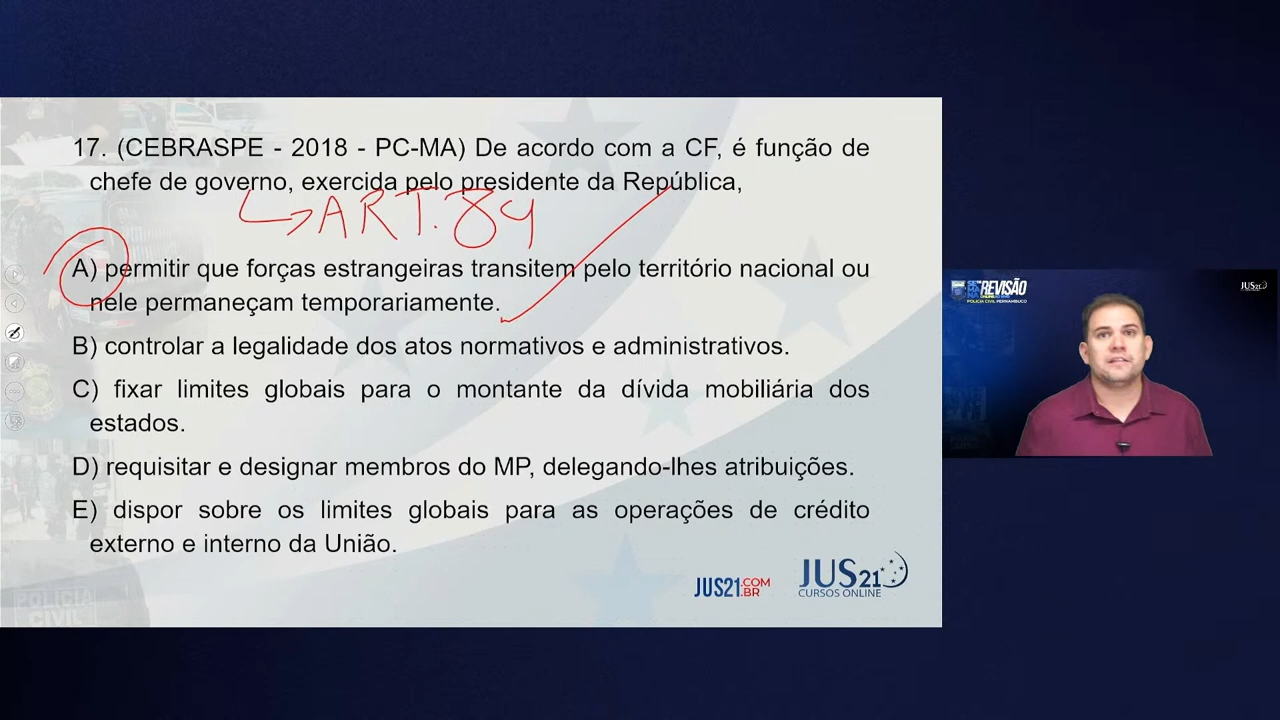 17. (CEBRASPE - 2018 - PC-MA) De acordo com a CF, é função de
chefe de governo, exercida pelo presidente da República,
ART. 84
A) permitir que forças estrangeiras transitem pelo território nacional ou
nele permaneçam temporariamente.
B) controlar a legalidade dos atos normativos e administrativos.
C) fixar limites globais para o montante da dívida mobiliária dos
estados.
D) requisitar e designar membros do MP, delegando-lhes atribuições.
E) dispor sobre os limites globais para as operações de crédito
externo e interno da União.
JUS21.COM.BR
JUS21
CURSOS ONLINE
POLÍCIA
CIVIL
SEMANA REVISÃO
POLÍCIA CIVIL PERNAMBUCO
JUS21